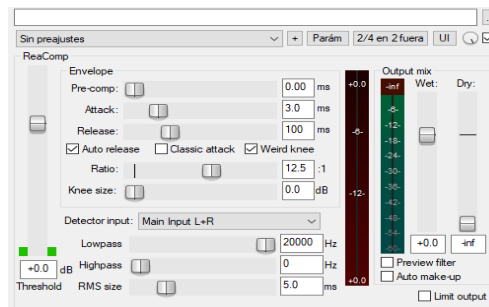 Sin preajustes + Parám 2/4 en 2 fuera UI
ReaComp
Envelope
Pre-comp: 0.00 ms
Attack: 3.0 ms
Release: 100 ms
Auto release Classic attack Weird knee
Ratio: 12.5 :1
Knee size: 0.0 dB
Detector input: Main Input L+R
Lowpass 20000 Hz
Highpass 0 Hz
RMS size 5.0 ms
+0.0 dB
Threshold
+0.0
-6-
-12-
+0.0
Output mix
-inf Wet: Dry:
-6-
-12-
-18-
-24-
-30-
-36-
-42-
-48-
-54-
-60-
+0.0 -inf
Preview filter
Auto make-up
Limit output